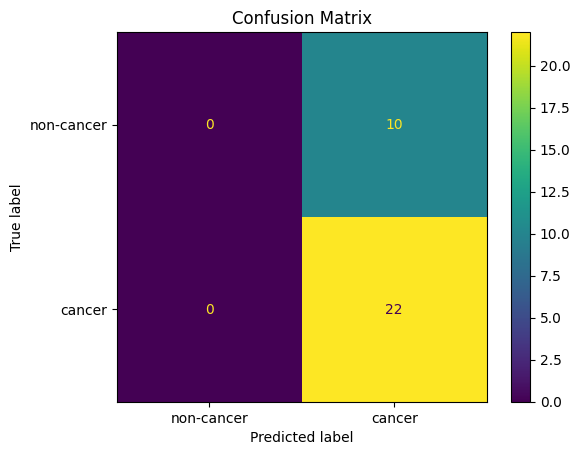 Confusion Matrix
non-cancer
cancer
True label
0
10
0
22
non-cancer
cancer
Predicted label
20.0
17.5
15.0
12.5
10.0
7.5
5.0
2.5
0.0